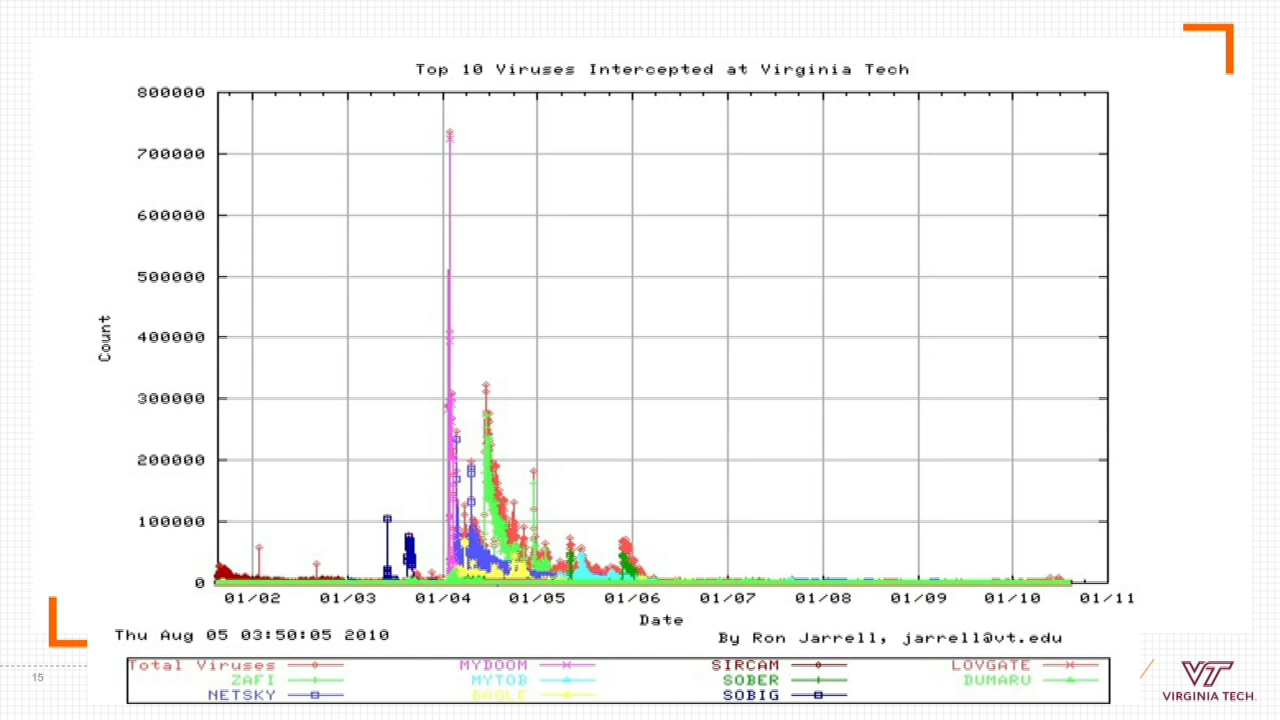 Top 10 Viruses Intercepted at Virginia Tech
800000
700000
600000
500000
400000
300000
200000
100000
0
Count
01/02 01/03 01/04 01/05 01/06 01/07 01/08 01/09 01/10 01/11
Date
Thu Aug 05 03:50:05 2010
By Ron Jarrell, jarrell@vt.edu
Total Viruses MYDOOM SIRCAM LOVGATE
ZAFI MYTOB SOBER DUMARU
NETSKY BAGLE SOBIG
15
VT
VIRGINIA TECH.